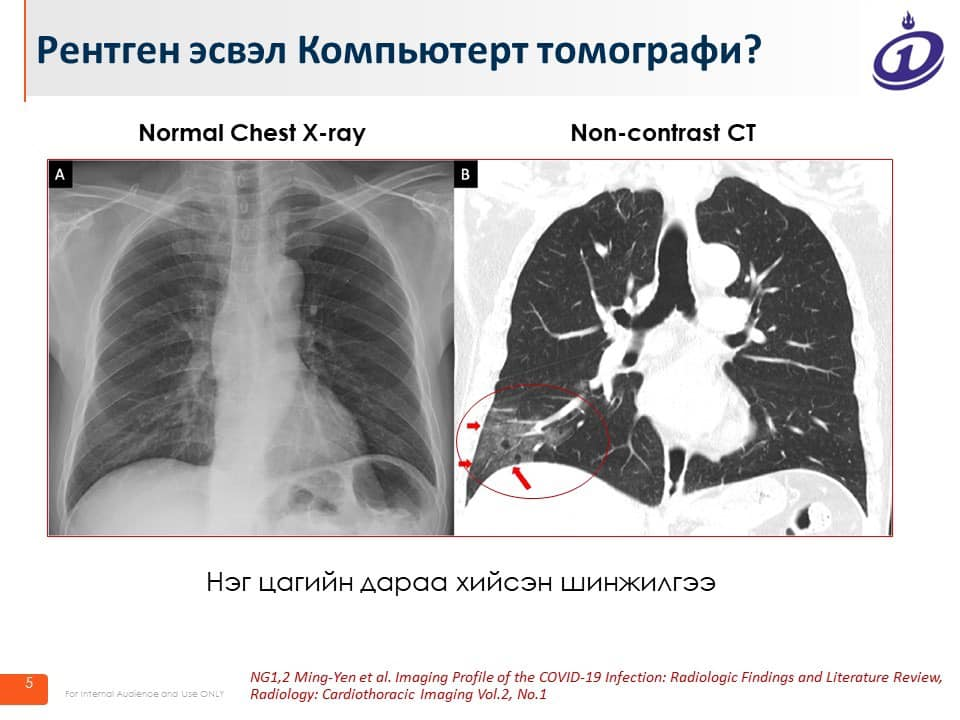 Рентген эсвэл Компьютерт томографи?
Normal Chest X-ray
Non-contrast CT
A
B
Нэг цагийн дараа хийсэн шинжилгээ
5
For Internal Audience and Use ONLY
NG1,2 Ming-Yen et al. Imaging Profile of the COVID-19 Infection: Radiologic Findings and Literature Review,
Radiology: Cardiothoracic Imaging Vol.2, No.1